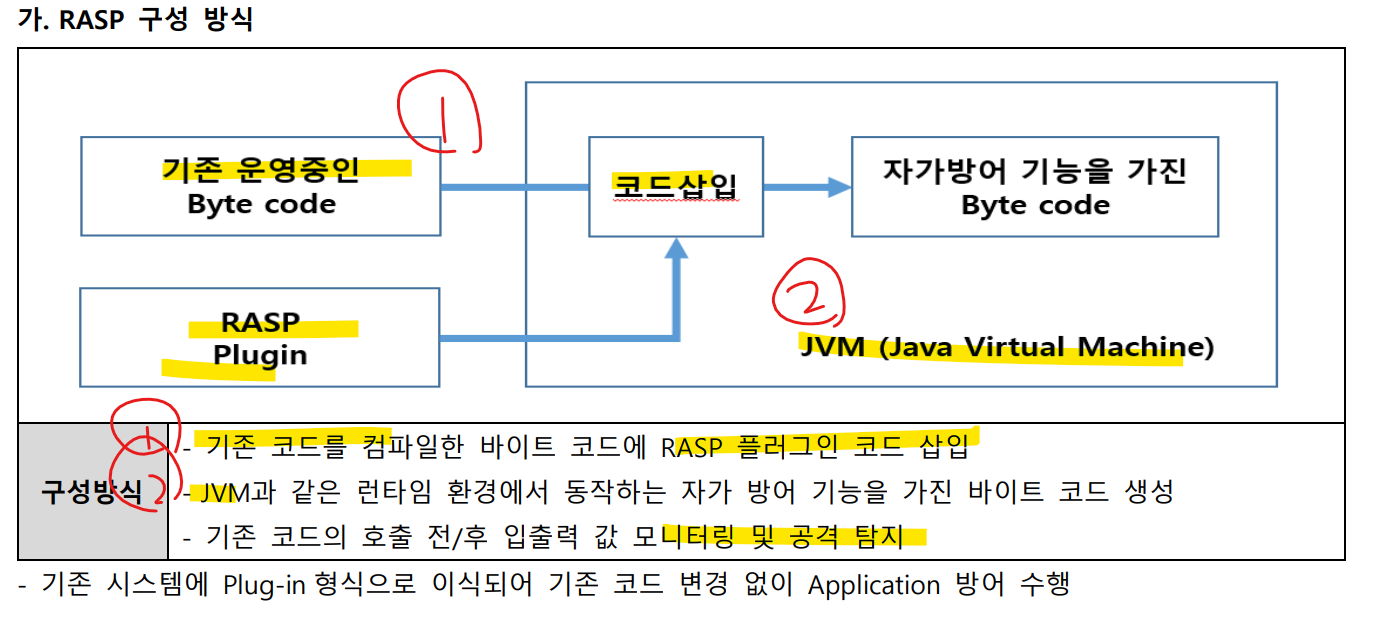 가. RASP 구성 방식
1
기존 운영중인
Byte code
코드삽입
자가방어 기능을 가진
Byte code
RASP
Plugin
2
JVM (Java Virtual Machine)
1
2
구성방식
- 기존 코드를 컴파일한 바이트 코드에 RASP 플러그인 코드 삽입
- JVM과 같은 런타임 환경에서 동작하는 자가 방어 기능을 가진 바이트 코드 생성
- 기존 코드의 호출 전/후 입출력 값 모니터링 및 공격 탐지
- 기존 시스템에 Plug-in 형식으로 이식되어 기존 코드 변경 없이 Application 방어 수행